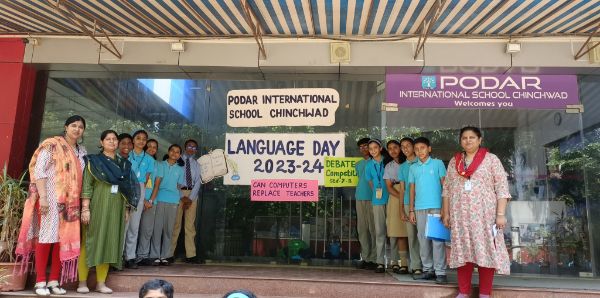 PODAR INTERNATIONAL
SCHOOL CHINCHWAD
LANGUAGE DAY
2023-24
CAN COMPUTERS
REPLACE TEACHERS
DEBATE
PODAR
INTERNATIONAL SCHOOL CHINCHWAD
Welcomes you